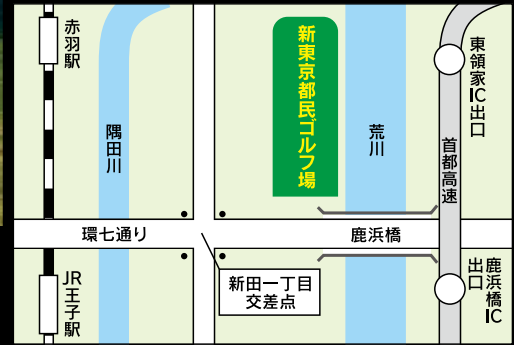 赤羽駅
隅田川
新東京都民ゴルフ場
荒川
首都高速
東領家IC出口
環七通り
鹿浜橋
新田一丁目
交差点
JR王子駅
鹿浜橋IC
出口